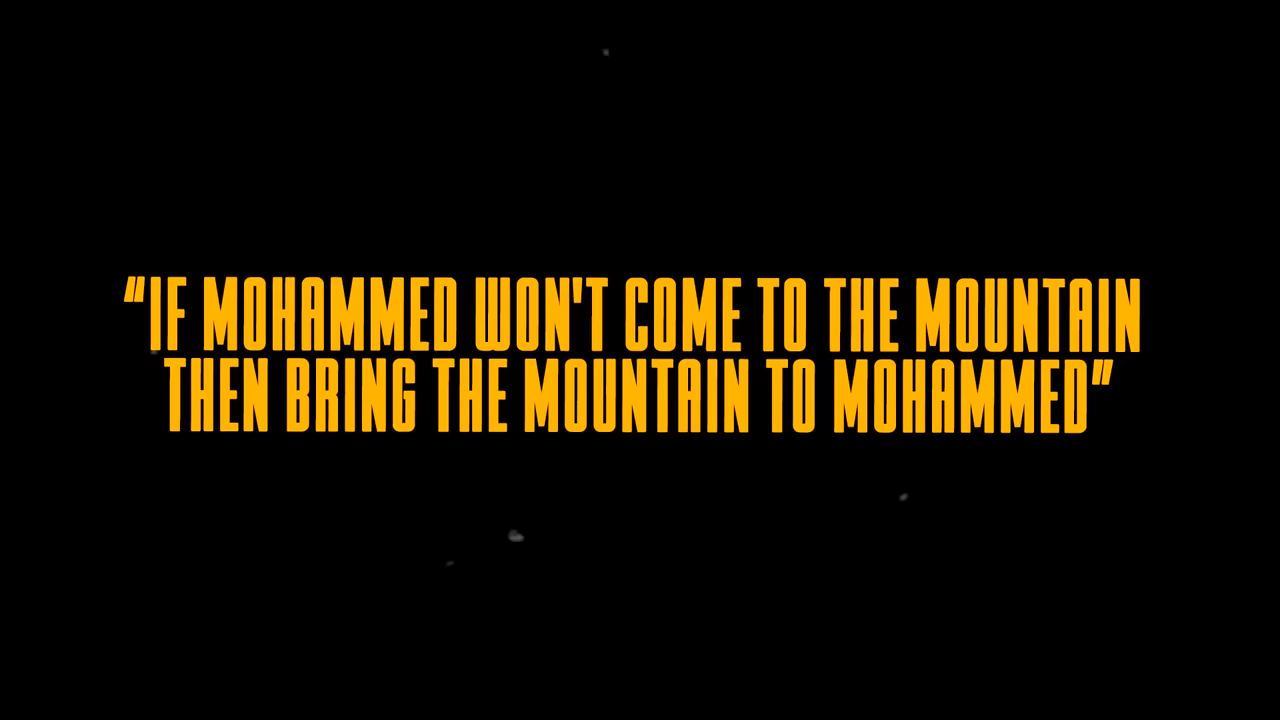 "IF MOHAMMED WON'T COME TO THE MOUNTAIN
THEN BRING THE MOUNTAIN TO MOHAMMED"